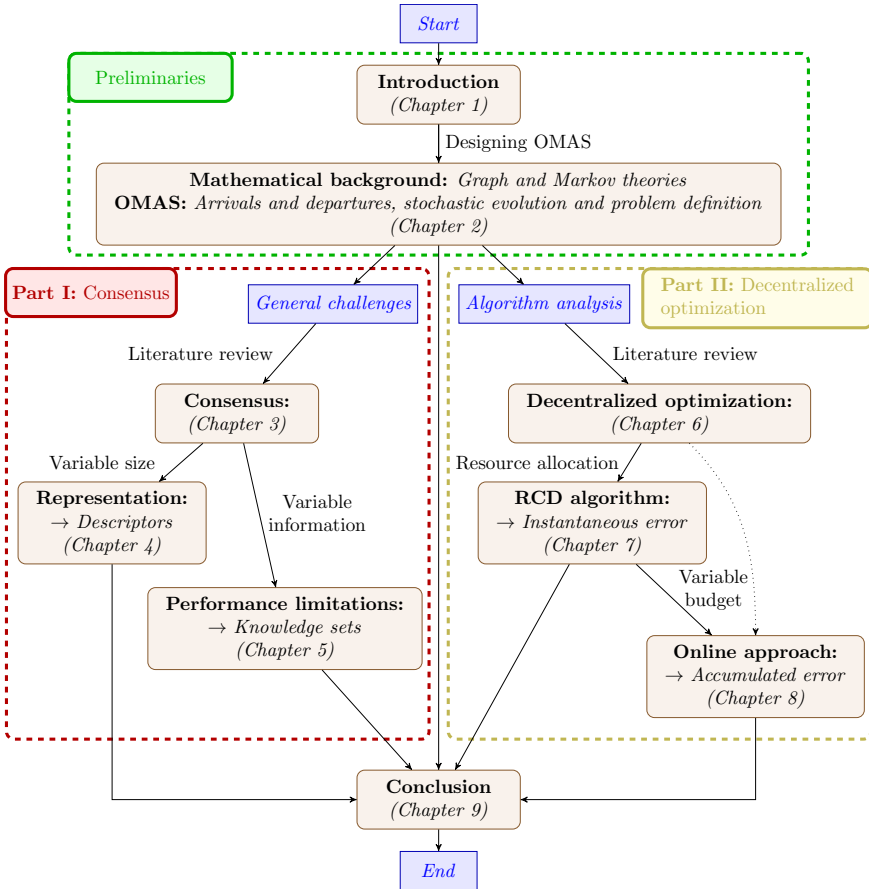 Start
Preliminaries
Introduction
(Chapter 1)
Designing OMAS
Mathematical background: Graph and Markov theories
OMAS: Arrivals and departures, stochastic evolution and problem definition
(Chapter 2)
Part I: Consensus
General challenges
Literature review
Consensus:
(Chapter 3)
Variable size
Representation:
→ Descriptors
(Chapter 4)
Variable
information
Performance limitations:
→ Knowledge sets
(Chapter 5)
Part II: Decentralized
optimization
Algorithm analysis
Literature review
Decentralized optimization:
(Chapter 6)
Resource allocation
RCD algorithm:
→ Instantaneous error
(Chapter 7)
Variable
budget
Online approach:
→ Accumulated error
(Chapter 8)
Conclusion
(Chapter 9)
End